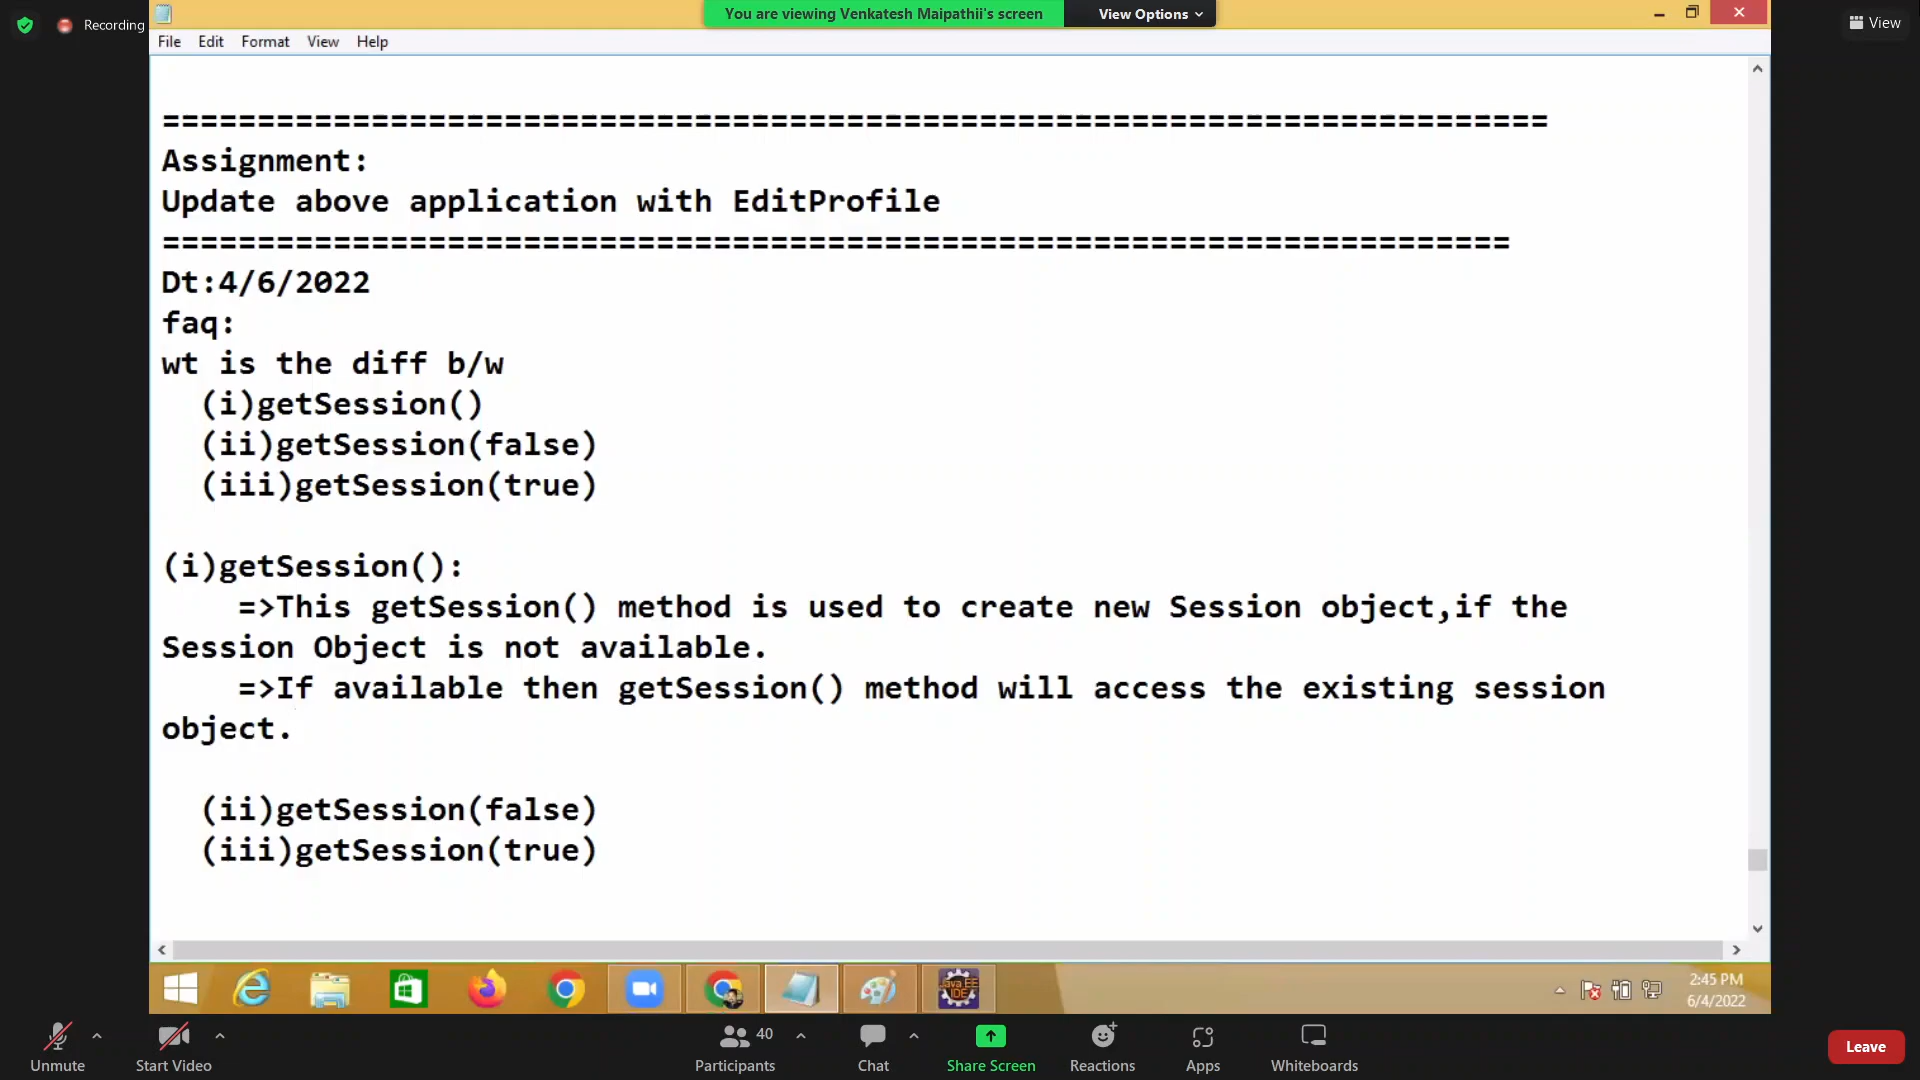 Recording
You are viewing Venkatesh Maipathii's screen
View Options
View
File Edit Format View Help
=========================================================================
Assignment:
Update above application with EditProfile
=======================================================================
Dt:4/6/2022
faq:
wt is the diff b/w
(i)getSession()
(ii)getSession(false)
(iii)getSession(true)
(i)getSession():
=>This getSession() method is used to create new Session object,if the
Session Object is not available.
=>If available then getSession() method will access the existing session
object.
(ii)getSession(false)
(iii)getSession(true)
Java EE
IDE
2:45 PM
6/4/2022
Unmute
Start Video
40
Participants
Chat
Share Screen
Reactions
Apps
Whiteboards
Leave